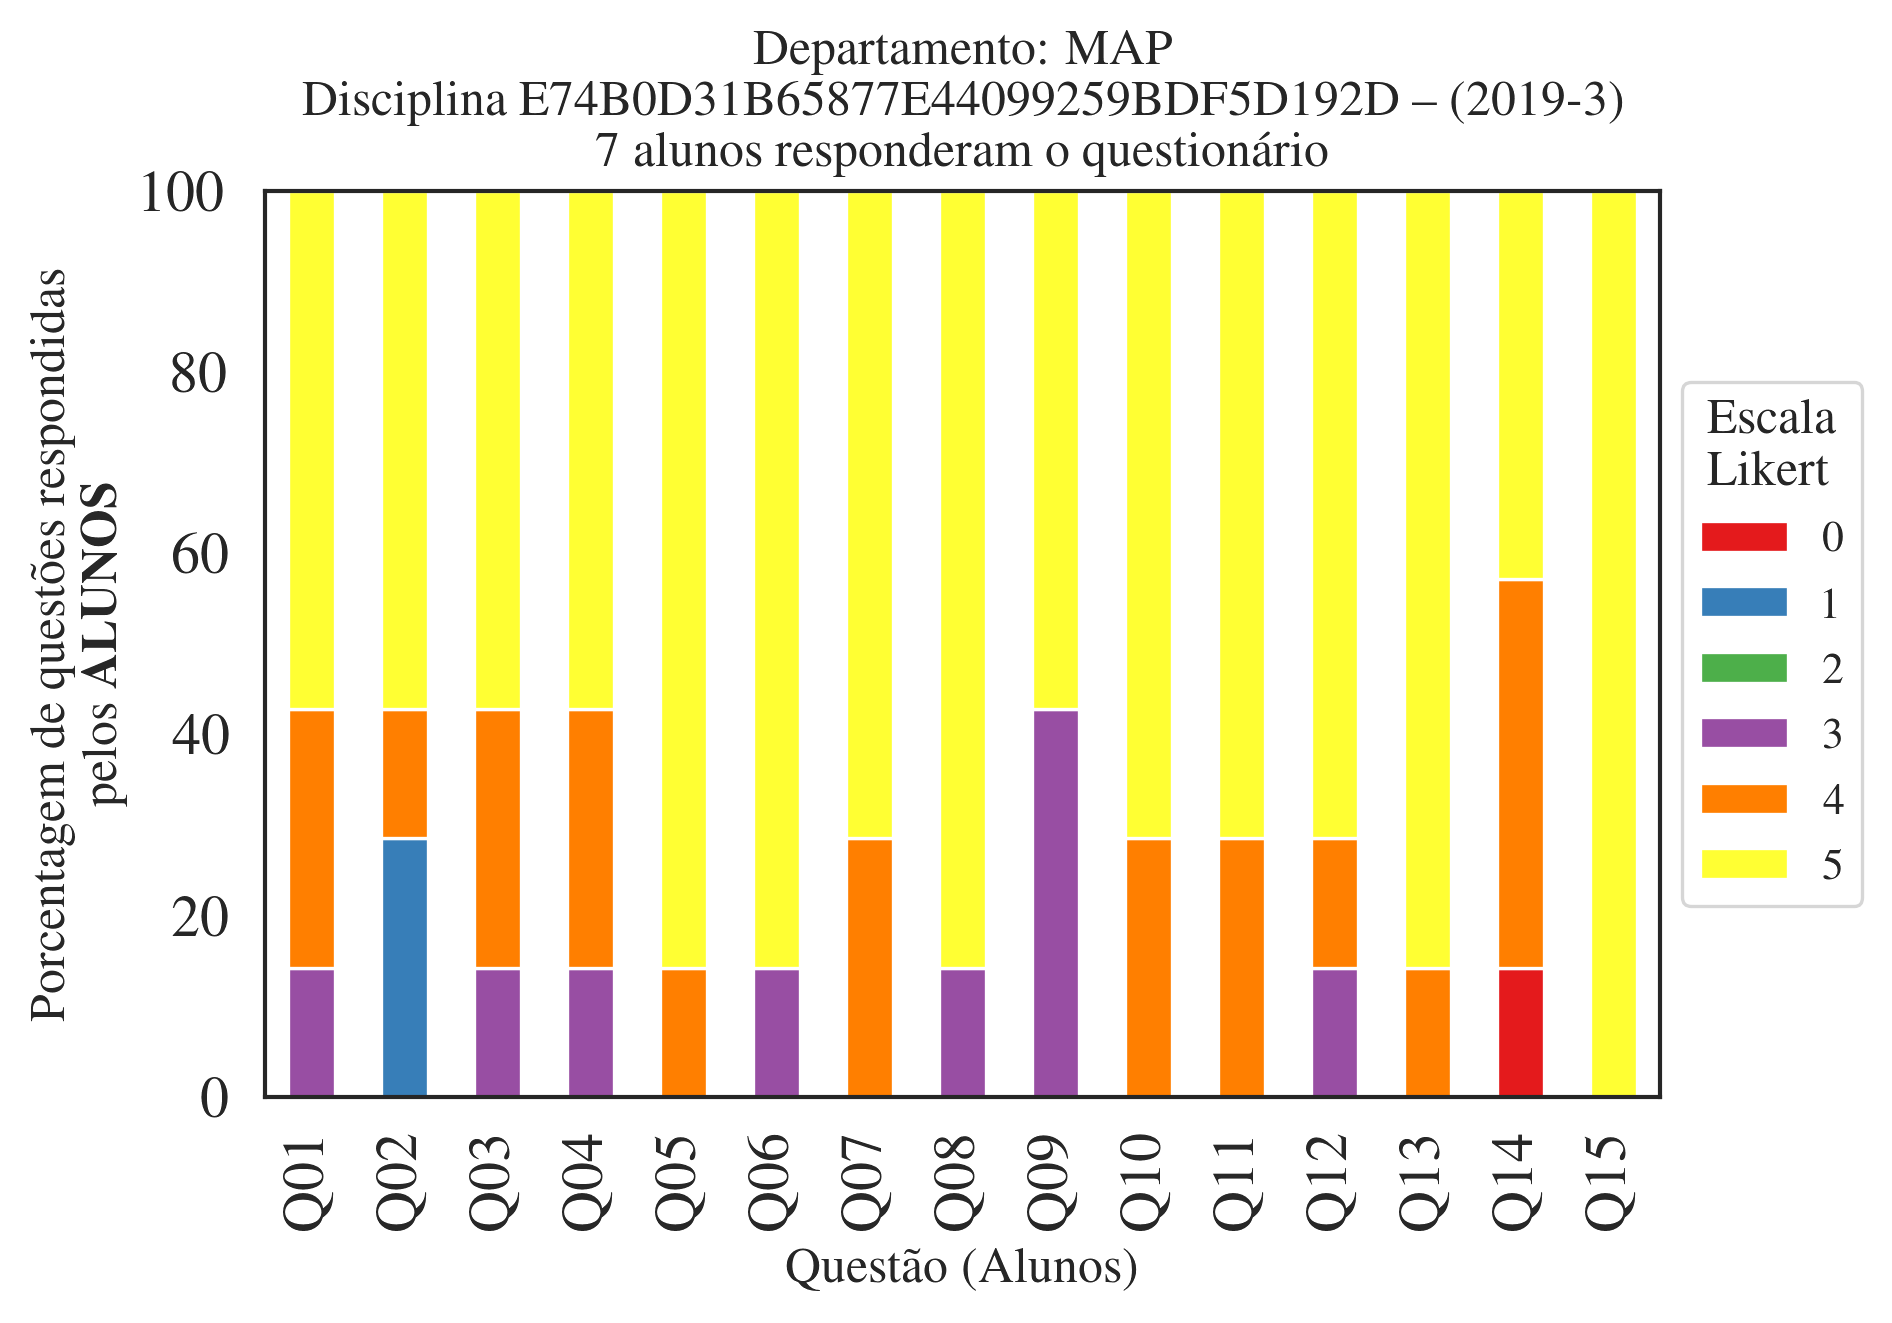 Departamento: MAP
Disciplina E74B0D31B65877E44099259BDF5D192D – (2019-3)
7 alunos responderam o questionário
Porcentagem de questões respondidas
pelos ALUNOS
100
80
60
40
20
0
Q01
Q02
Q03
Q04
Q05
Q06
Q07
Q08
Q09
Q10
Q11
Q12
Q13
Q14
Q15
Questão (Alunos)
Escala
Likert
0
1
2
3
4
5